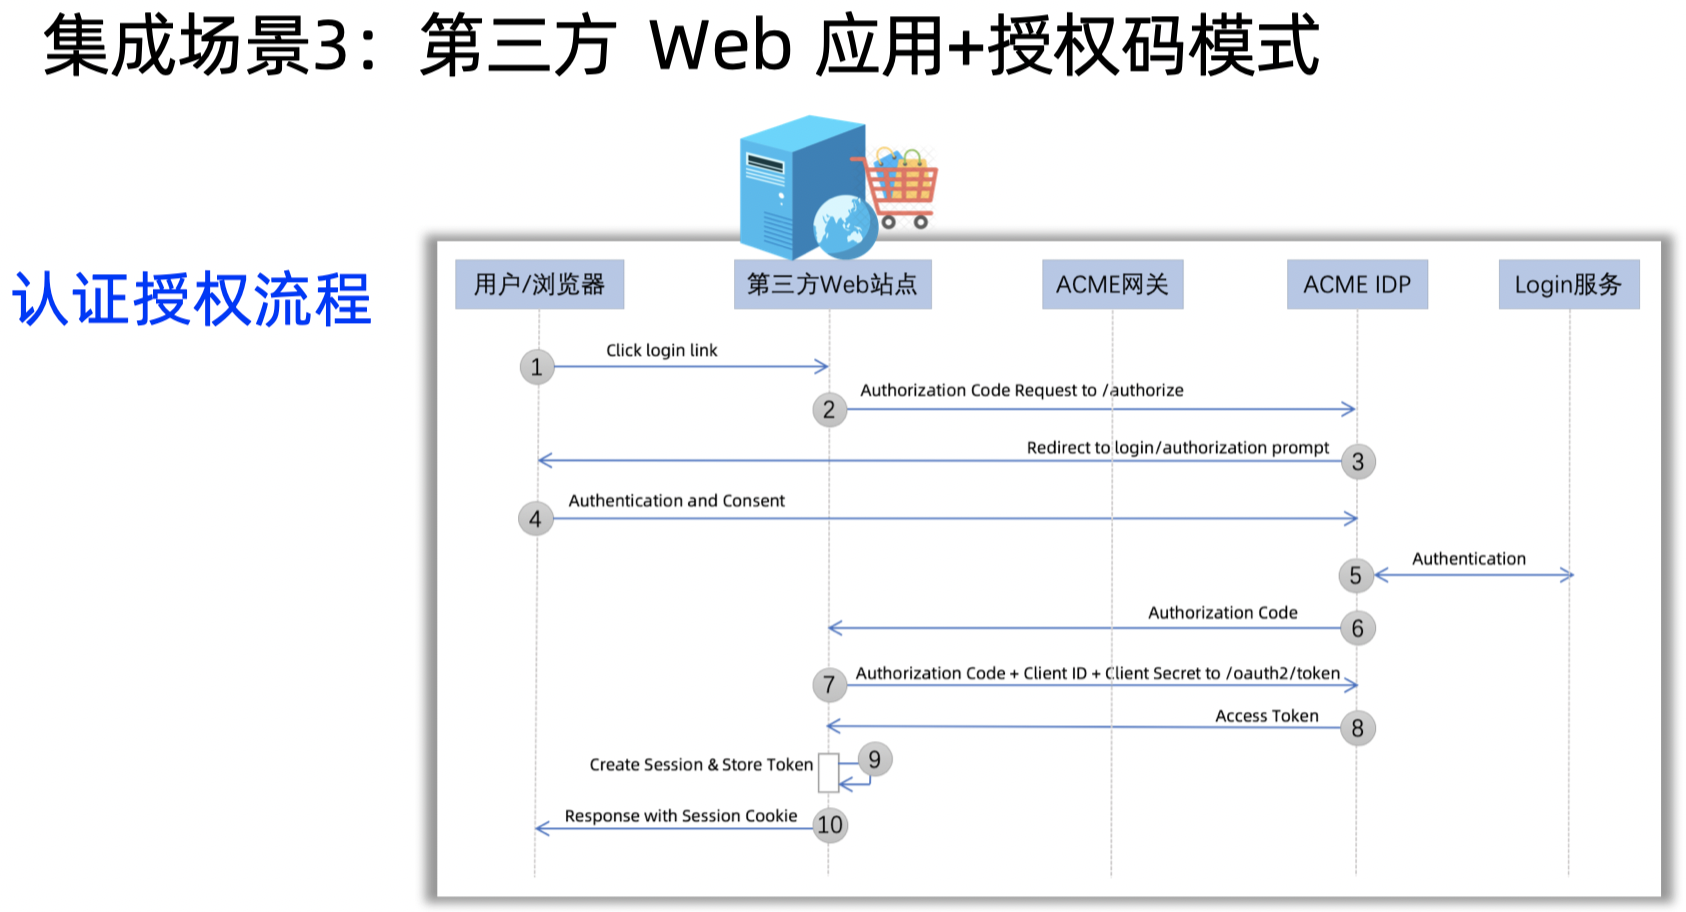 集成场景3：第三方 Web 应用+授权码模式
认证授权流程
用户/浏览器
第三方Web站点
ACME网关
ACME IDP
Login服务
1
Click login link
2
Authorization Code Request to /authorize
3
Redirect to login/authorization prompt
4
Authentication and Consent
5
Authentication
6
Authorization Code
7
Authorization Code + Client ID + Client Secret to /oauth2/token
8
Access Token
9
Create Session & Store Token
10
Response with Session Cookie